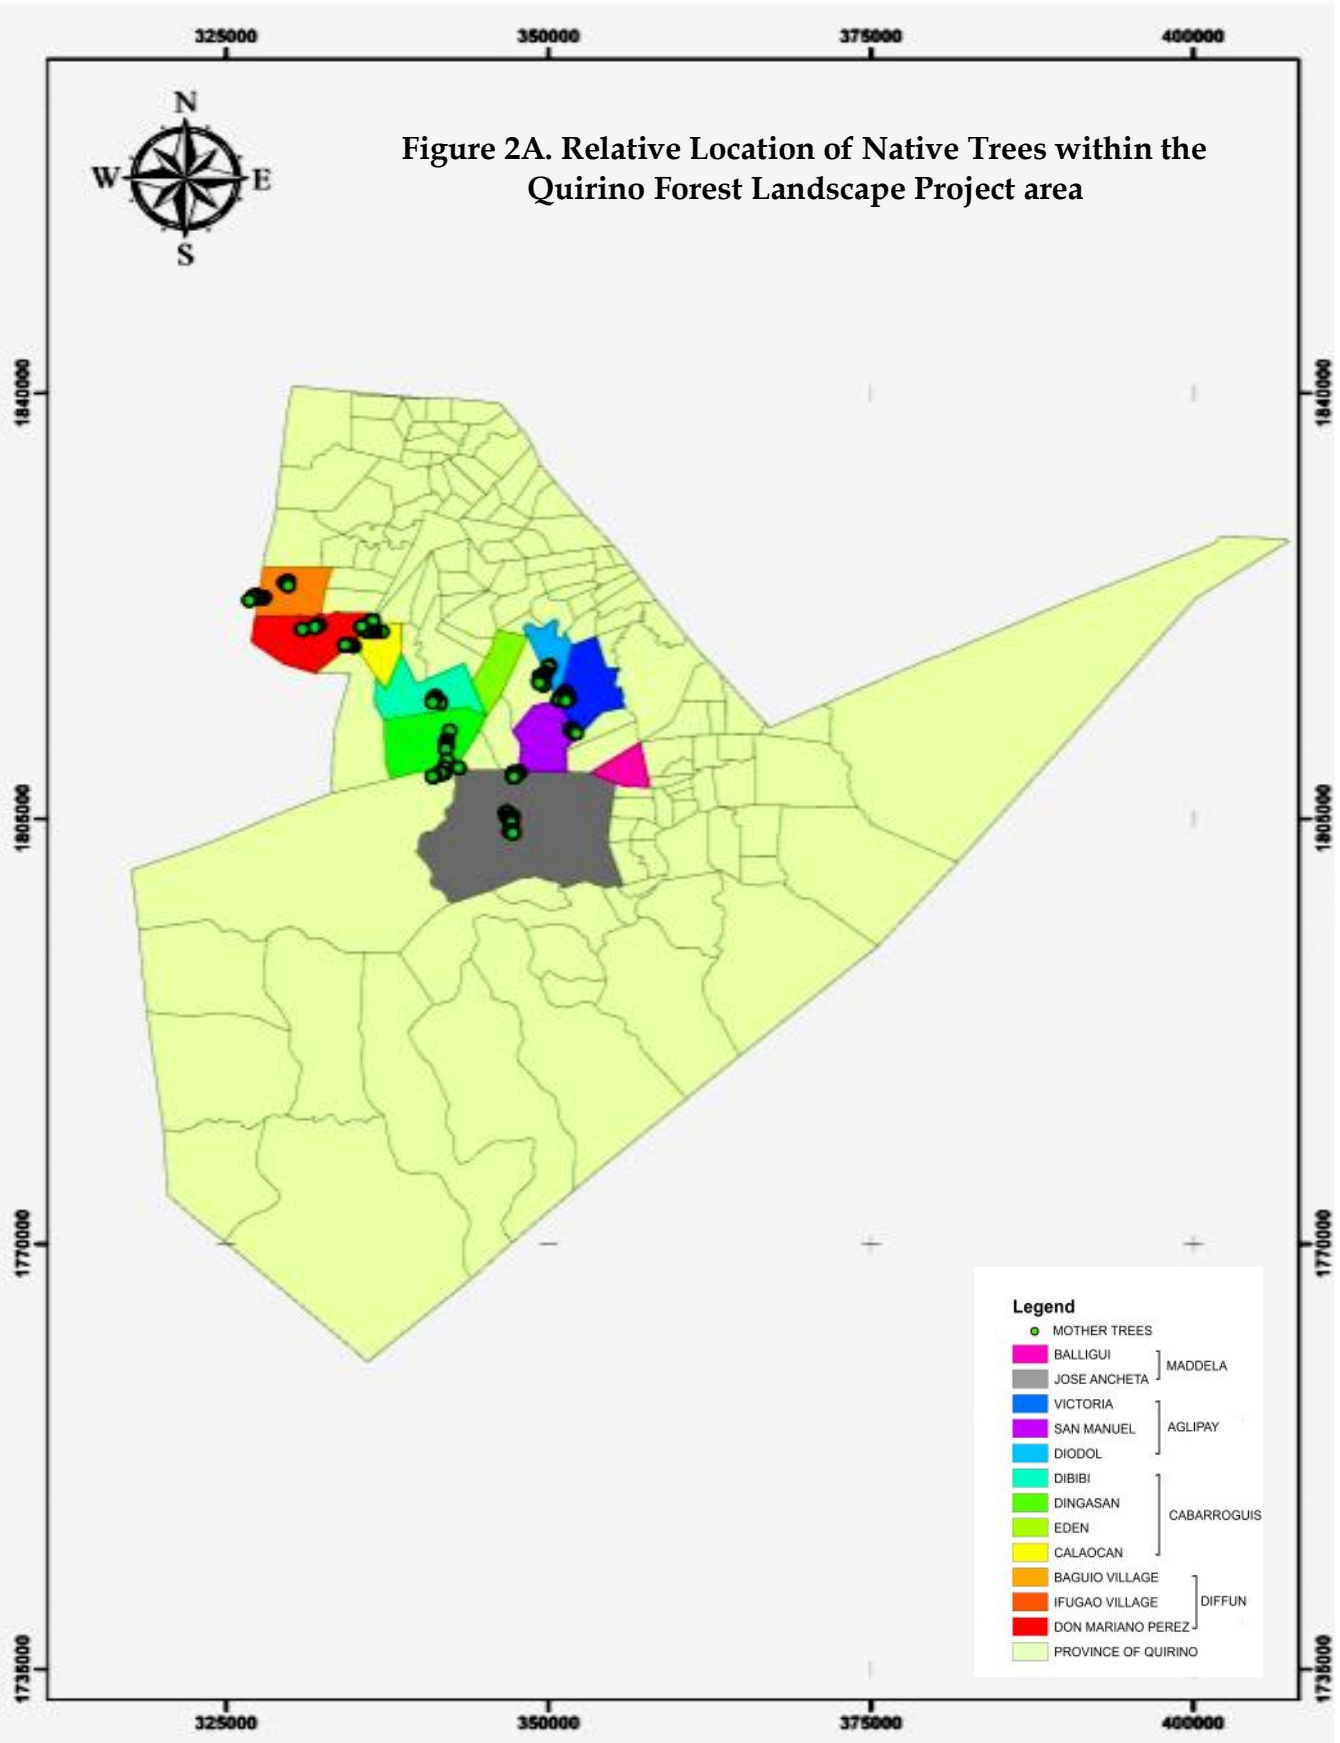 325000
350000
375000
400000
N
W
E
S
Figure 2A. Relative Location of Native Trees within the
Quirino Forest Landscape Project area
1840000
1840000
1805000
1805000
1770000
1770000
Legend
MOTHER TREES
BALLIGUI
MADDELA
JOSE ANCHETA
VICTORIA
SAN MANUEL
AGLIPAY
DIODOL
DIBIBI
DINGASAN
CABARROGUIS
EDEN
CALAOCAN
BAGUIO VILLAGE
IFUGAO VILLAGE
DIFFUN
DON MARIANO PEREZ
PROVINCE OF QUIRINO
1735000
1735000
325000
350000
375000
400000